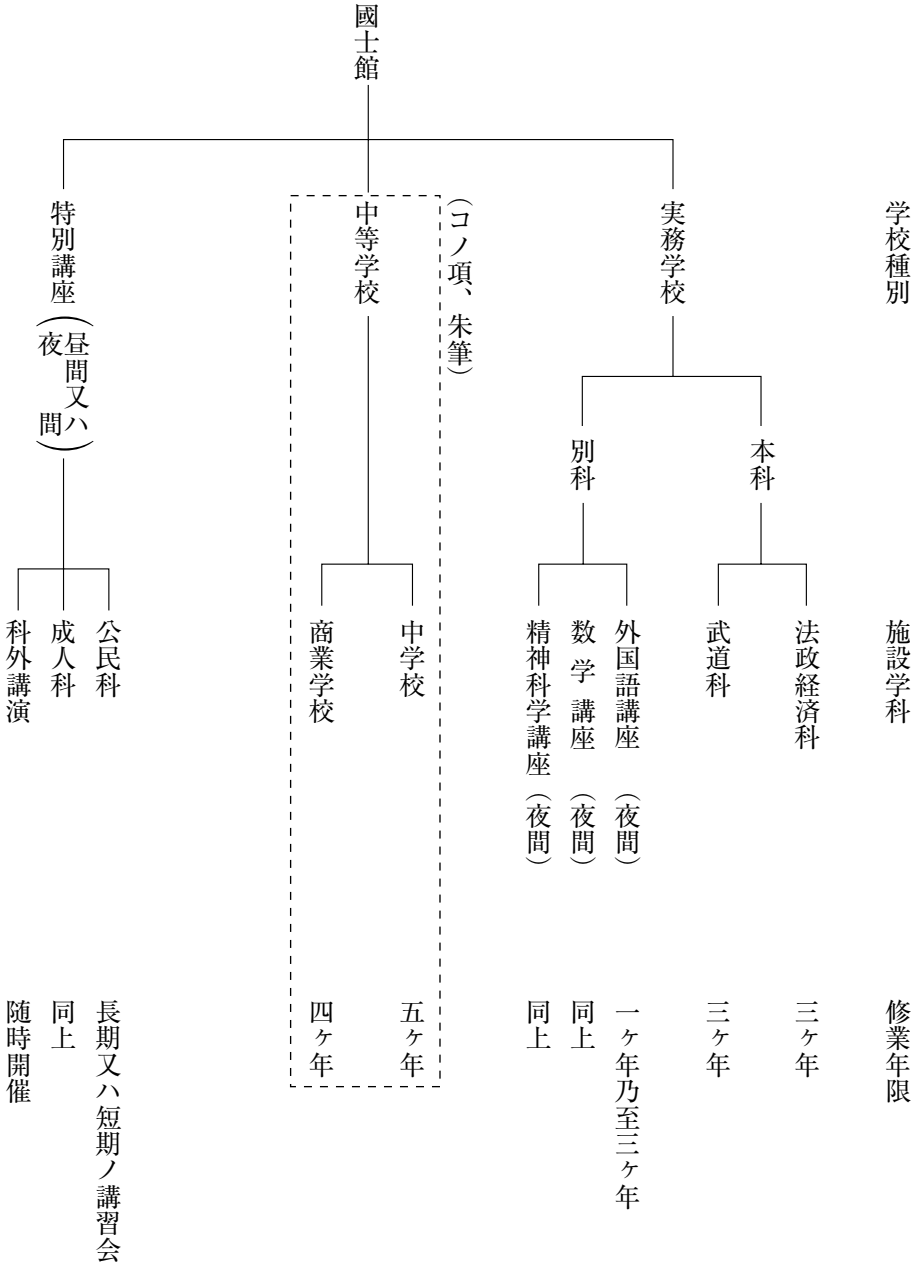 学校種別
施設学科
修業年限
國士館
実務学校
本科
法政経済科
三ヶ年
武道科
三ヶ年
別科
外国語講座(夜間)
一ヶ年乃至三ヶ年
数学講座(夜間)
同上
精神科学講座(夜間)
同上
(コノ項、朱筆)
中等学校
中学校
五ヶ年
商業学校
四ヶ年
特別講座(昼間又ハ
夜間)
公民科
長期又ハ短期ノ講習会
成人科
同上
科外講演
随時開催